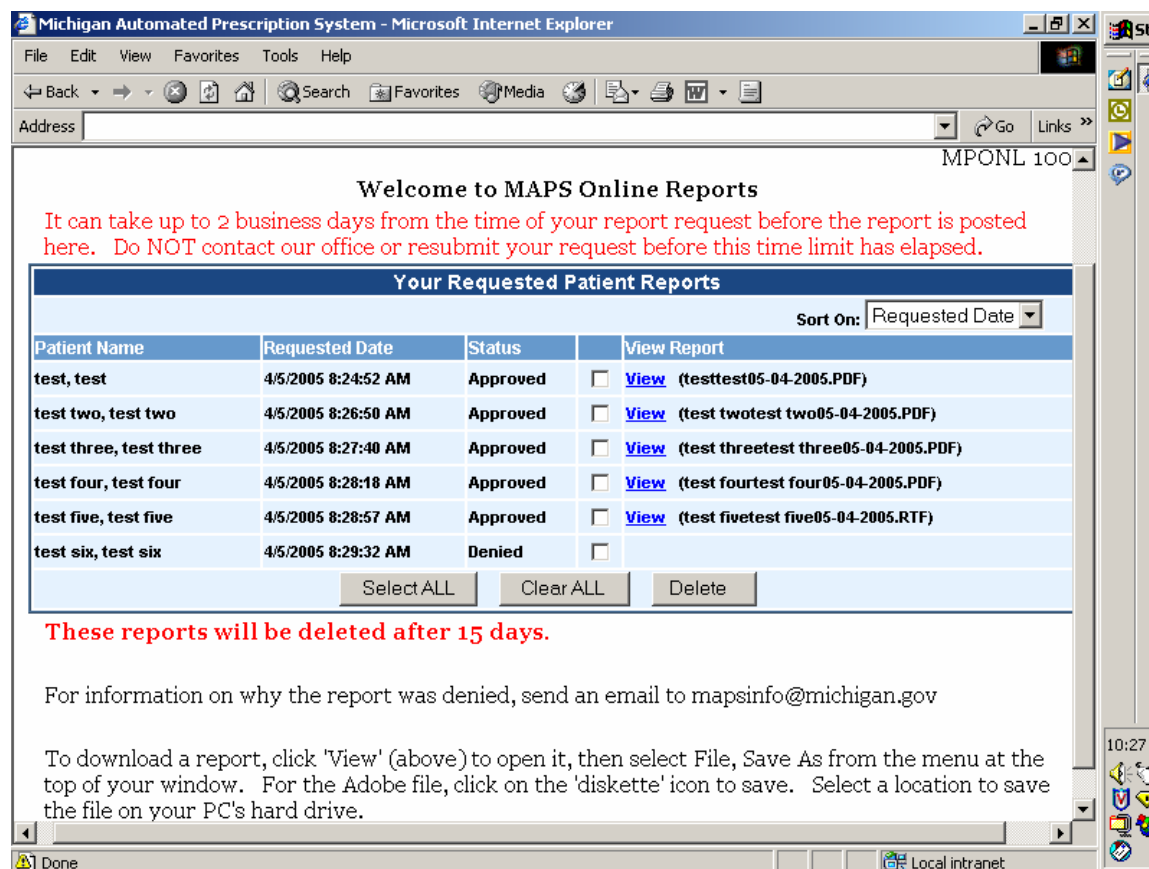 Michigan Automated Prescription System - Microsoft Internet Explorer
File Edit View Favorites Tools Help
Back Search Favorites Media
Address Go Links »
MPONL 100
Welcome to MAPS Online Reports
It can take up to 2 business days from the time of your report request before the report is posted
here. Do NOT contact our office or resubmit your request before this time limit has elapsed.
Your Requested Patient Reports
Sort On: Requested Date
Patient Name Requested Date Status View Report
test, test 4/5/2005 8:24:52 AM Approved View (testtest05-04-2005.PDF)
test two, test two 4/5/2005 8:26:50 AM Approved View (test twotest two05-04-2005.PDF)
test three, test three 4/5/2005 8:27:40 AM Approved View (test threetest three05-04-2005.PDF)
test four, test four 4/5/2005 8:28:18 AM Approved View (test fourtest four05-04-2005.PDF)
test five, test five 4/5/2005 8:28:57 AM Approved View (test fivetest five05-04-2005.RTF)
test six, test six 4/5/2005 8:29:32 AM Denied
Select ALL Clear ALL Delete
These reports will be deleted after 15 days.
For information on why the report was denied, send an email to mapsinfo@michigan.gov
To download a report, click 'View' (above) to open it, then select File, Save As from the menu at the
top of your window. For the Adobe file, click on the 'diskette' icon to save. Select a location to save
the file on your PC's hard drive.
Done Local intranet
St
10:27